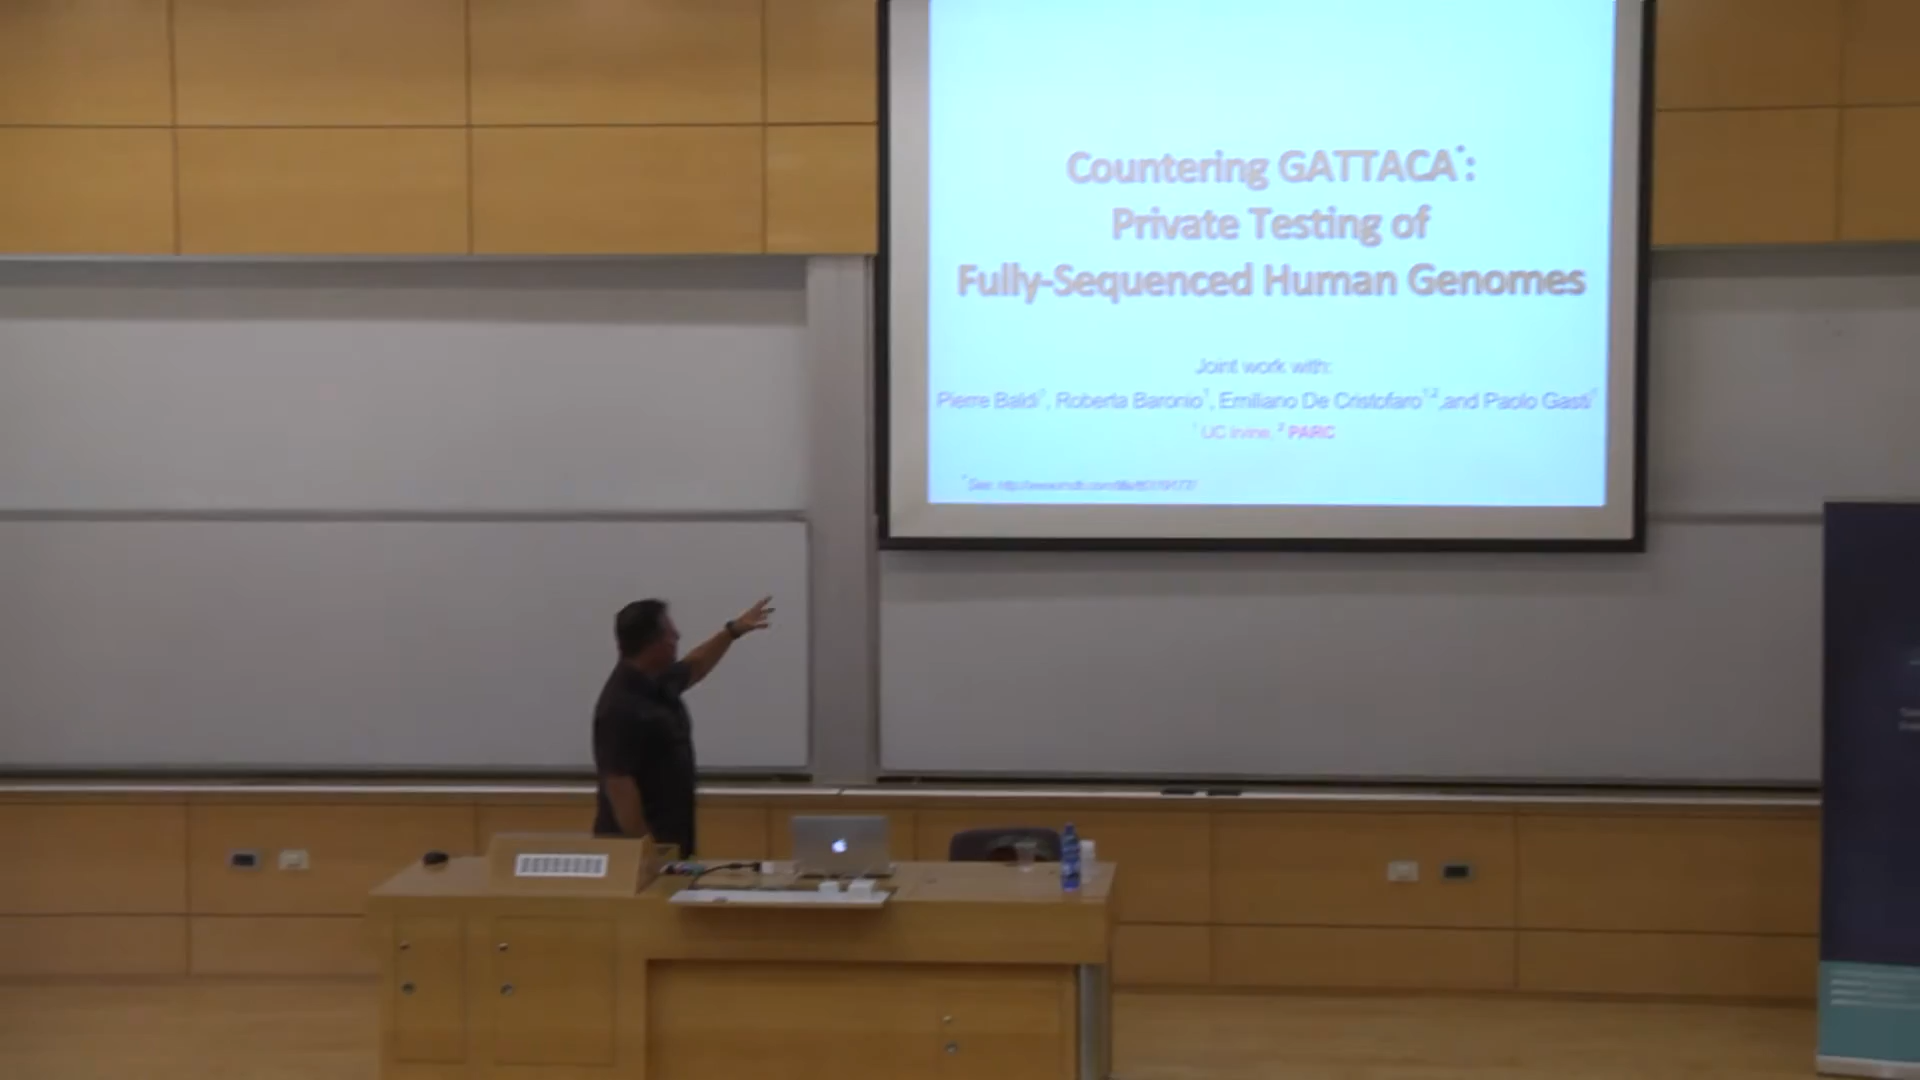 Countering GATTACA*:
Private Testing of
Fully-Sequenced Human Genomes
Joint work with:
Pierre Baldi¹, Roberta Baronio¹, Emiliano De Cristofaro¹,², and Paolo Gasti¹
¹ UC Irvine, ² PARC
* See: